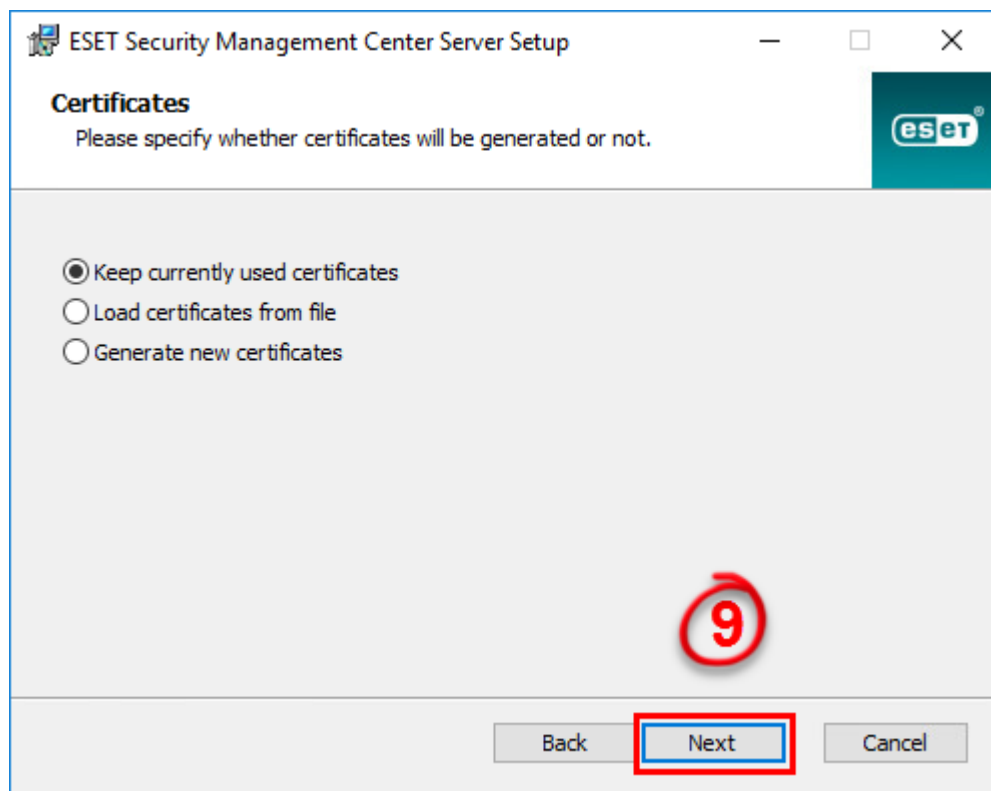 ESET Security Management Center Server Setup
Certificates
Please specify whether certificates will be generated or not.
eset®
Keep currently used certificates
Load certificates from file
Generate new certificates
9
Back Next Cancel